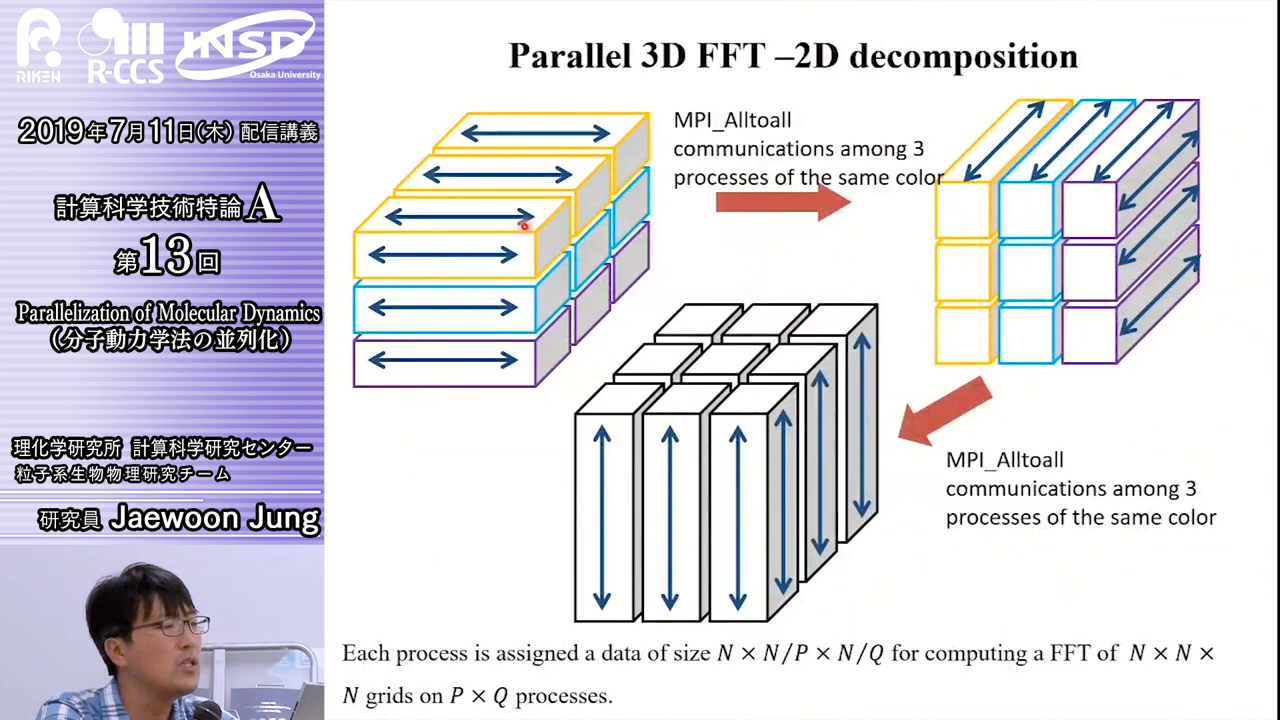 RIKEN
R-CCS
INSD
Osaka University
2019年7月11日(木) 配信講義
計算科学技術特論A
第13回
Parallelization of Molecular Dynamics
(分子動力学法の並列化)
理化学研究所 計算科学研究センター
粒子系生物物理研究チーム
研究員 Jaewoon Jung
Parallel 3D FFT –2D decomposition
MPI_Alltoall
communications among 3
processes of the same color
MPI_Alltoall
communications among 3
processes of the same color
Each process is assigned a data of size N × N/P × N/Q for computing a FFT of N × N ×
N grids on P × Q processes.